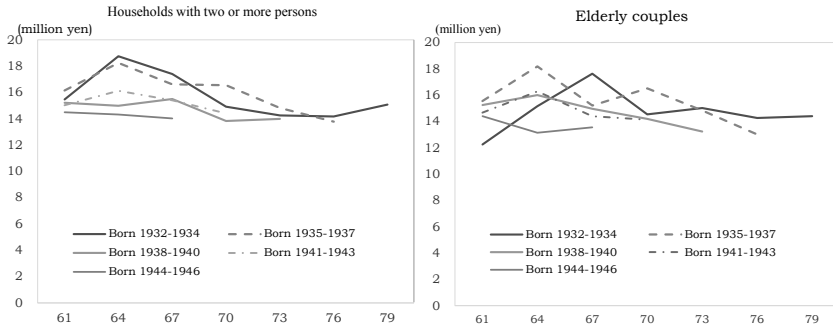 Households with two or more persons
(million yen)
20
18
16
14
12
10
8
6
4
2
0
Born 1932-1934
Born 1935-1937
Born 1938-1940
Born 1941-1943
Born 1944-1946
61 64 67 70 73 76 79
Elderly couples
(million yen)
20
18
16
14
12
10
8
6
4
2
0
Born 1932-1934
Born 1935-1937
Born 1938-1940
Born 1941-1943
Born 1944-1946
61 64 67 70 73 76 79